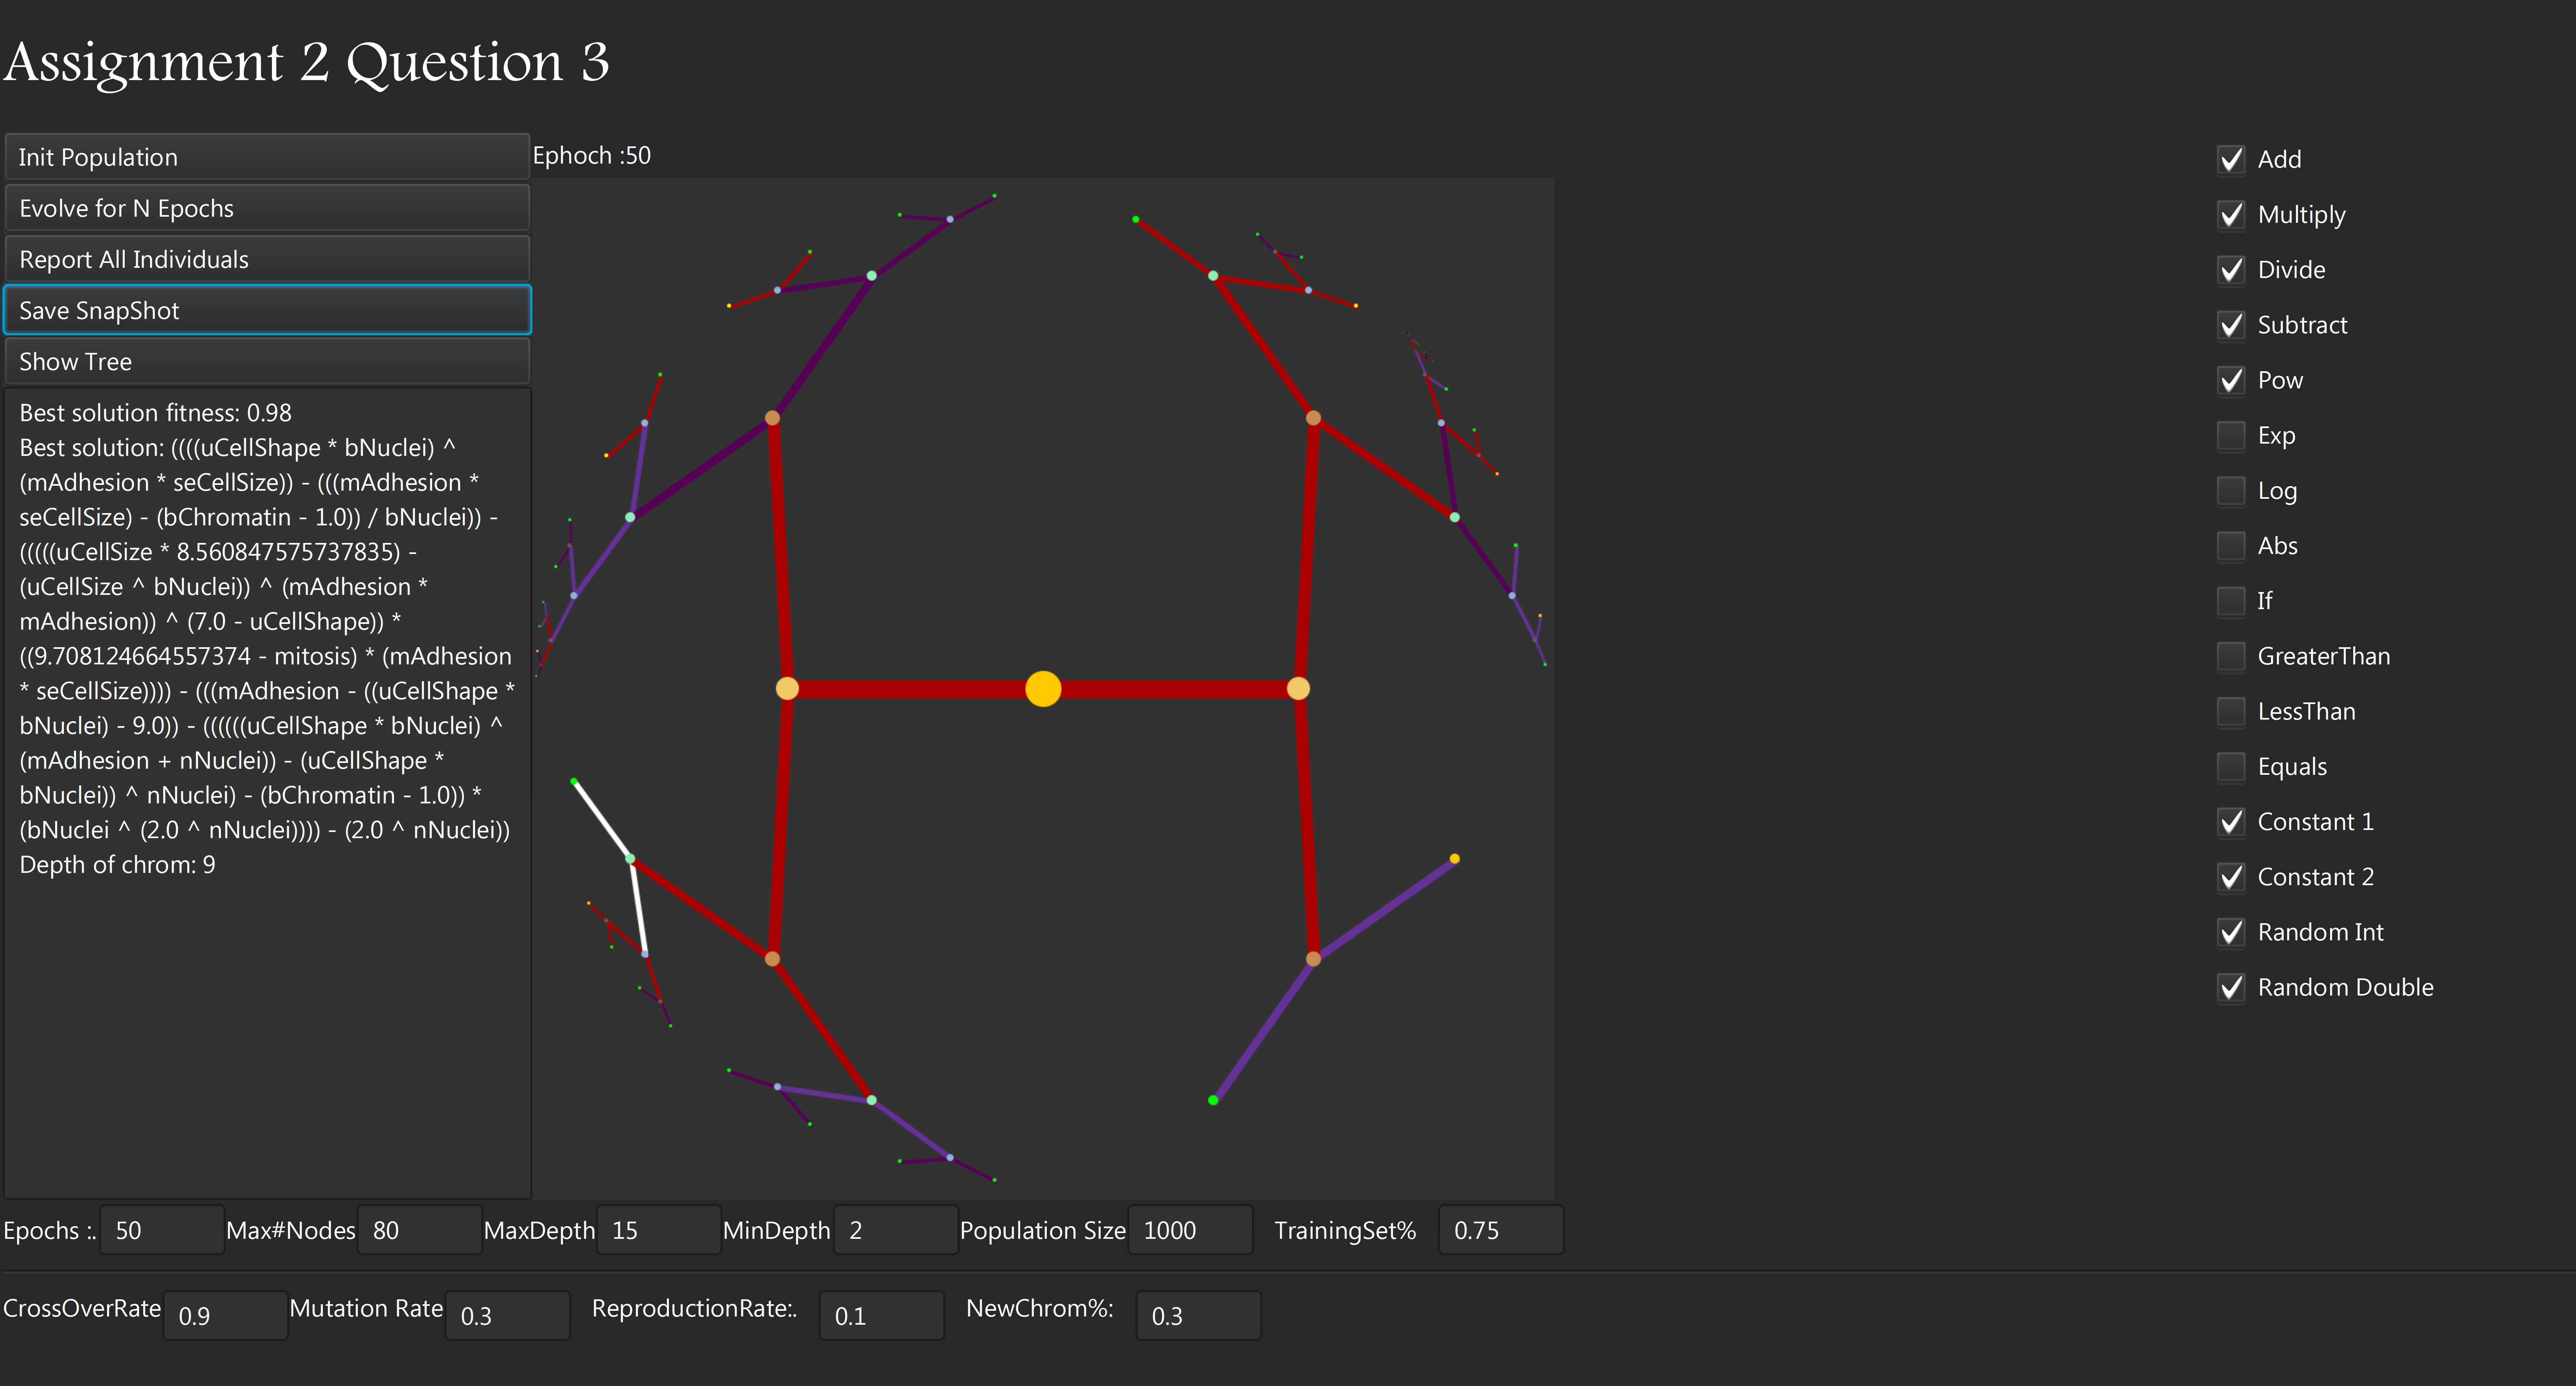 Assignment 2 Question 3
Init Population
Evolve for N Epochs
Report All Individuals
Save SnapShot
Show Tree
Best solution fitness: 0.98
Best solution: ((((uCellShape * bNuclei) ^
(mAdhesion * seCellSize)) - (((mAdhesion *
seCellSize) - (bChromatin - 1.0)) / bNuclei)) -
(((((uCellSize * 8.560847575737835) -
(uCellSize ^ bNuclei)) ^ (mAdhesion *
mAdhesion)) ^ (7.0 - uCellShape)) *
((9.708124664557374 - mitosis) * (mAdhesion
* seCellSize)))) - (((mAdhesion - ((uCellShape *
bNuclei) - 9.0)) - ((((((uCellShape * bNuclei) ^
(mAdhesion + nNuclei)) - (uCellShape *
bNuclei)) ^ nNuclei) - (bChromatin - 1.0)) *
(bNuclei ^ (2.0 ^ nNuclei)))) - (2.0 ^ nNuclei))
Depth of chrom: 9
Ephoch :50
Add
Multiply
Divide
Subtract
Pow
Exp
Log
Abs
If
GreaterThan
LessThan
Equals
Constant 1
Constant 2
Random Int
Random Double
Epochs :. 50 Max#Nodes 80 MaxDepth 15 MinDepth 2 Population Size 1000 TrainingSet% 0.75
CrossOverRate 0.9 Mutation Rate 0.3 ReproductionRate:. 0.1 NewChrom%: 0.3